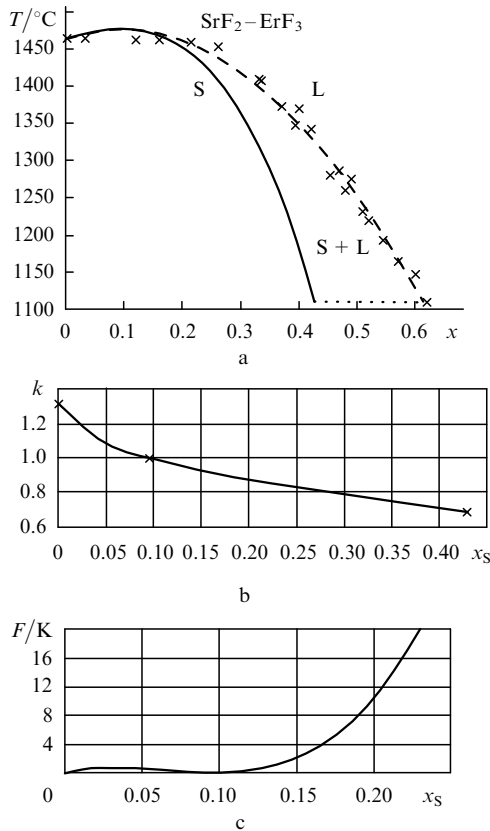 T/°C
SrF₂–ErF₃
1450
1400
S
L
1350
1300
1250
1200
S + L
1150
1100
0 0.1 0.2 0.3 0.4 0.5 0.6 x
a
k
1.2
1.0
0.8
0.6
0 0.05 0.10 0.15 0.20 0.25 0.30 0.35 0.40 xS
b
F/K
16
12
8
4
0 0.05 0.10 0.15 0.20 xS
c